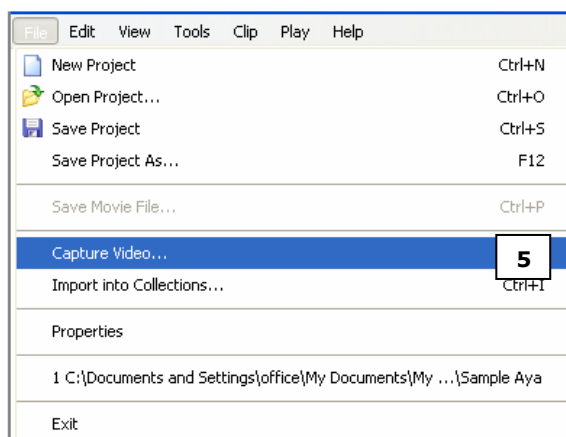 File Edit View Tools Clip Play Help
New Project Ctrl+N
Open Project... Ctrl+O
Save Project Ctrl+S
Save Project As... F12
Save Movie File... Ctrl+P
Capture Video... 5
Import into Collections... Ctrl+I
Properties
1 C:\Documents and Settings\office\My Documents\My ...\Sample Aya
Exit